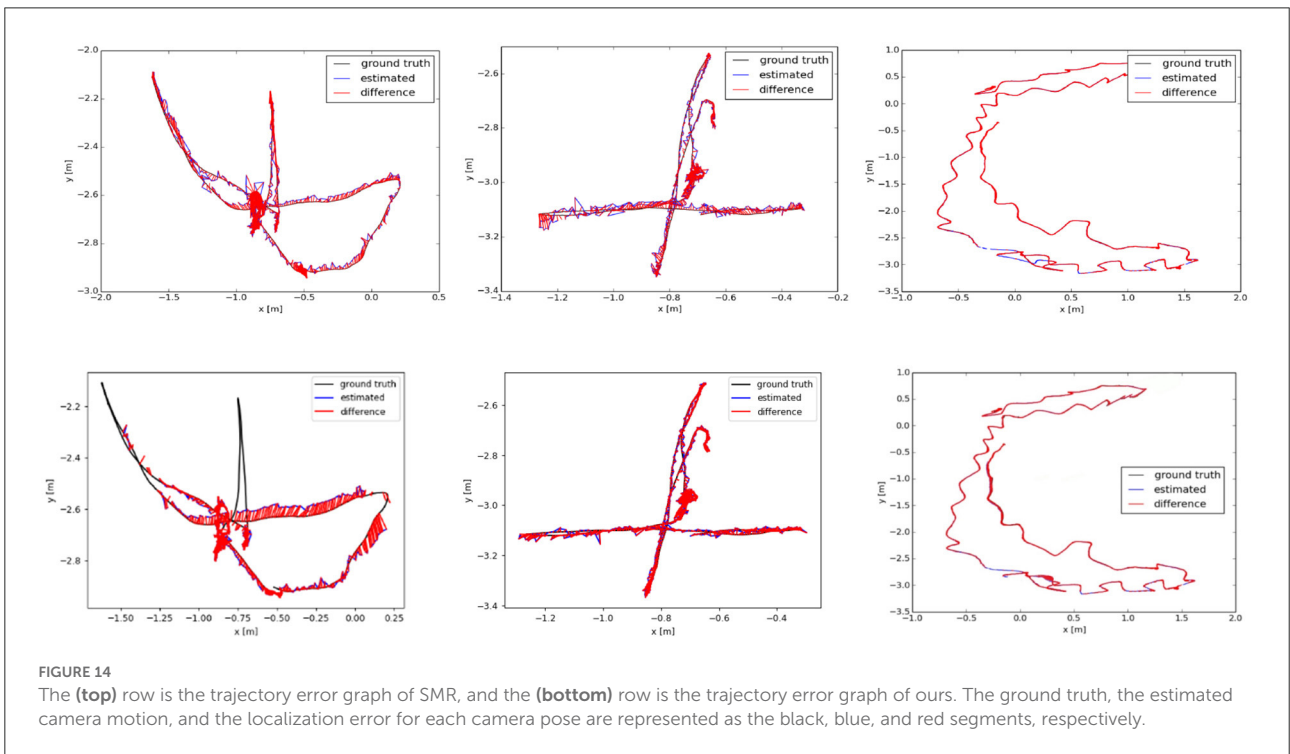 -2.0
-2.2
-2.4
-2.6
-2.8
-3.0
y [m]
-2.0
-1.5
-1.0
-0.5
0.0
0.5
x [m]
ground truth
estimated
difference
-2.6
-2.8
-3.0
-3.2
-3.4
y [m]
-1.4
-1.2
-1.0
-0.8
-0.6
-0.4
-0.2
x [m]
ground truth
estimated
difference
1.0
0.5
0.0
-0.5
-1.0
-1.5
-2.0
-2.5
-3.0
-3.5
y [m]
-1.0
-0.5
0.0
0.5
1.0
1.5
2.0
x [m]
ground truth
estimated
difference
-2.2
-2.4
-2.6
-2.8
y [m]
-1.50
-1.25
-1.00
-0.75
-0.50
-0.25
0.00
0.25
x [m]
ground truth
estimated
difference
-2.6
-2.8
-3.0
-3.2
-3.4
y [m]
-1.2
-1.0
-0.8
-0.6
-0.4
x [m]
ground truth
estimated
difference
1.0
0.5
0.0
-0.5
-1.0
-1.5
-2.0
-2.5
-3.0
-3.5
y [m]
-1.0
-0.5
0.0
0.5
1.0
1.5
2.0
x [m]
ground truth
estimated
difference
FIGURE 14
The (top) row is the trajectory error graph of SMR, and the (bottom) row is the trajectory error graph of ours. The ground truth, the estimated
camera motion, and the localization error for each camera pose are represented as the black, blue, and red segments, respectively.